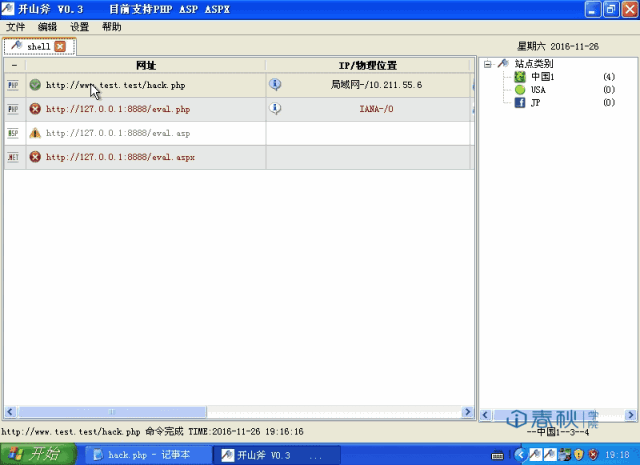 开山斧 V0.3 目前支持PHP ASP ASPX
文件 编辑 设置 帮助
shell
星期六 2016-11-26
- 网址 IP/物理位置
PHP http://www.test.test/hack.php 局域网-/10.211.55.6
PHP http://127.0.0.1:8888/eval.php IANA-/0
ASP http://127.0.0.1:8888/eval.asp
.NET http://127.0.0.1:8888/eval.aspx
站点类别
中国1 (4)
USA (0)
JP (0)
春秋 学院
http://www.test.test/hack.php 命令完成 TIME:2016-11-26 19:16:16
--中国1--3--4
开始 hack.php - 记事本 开山斧 V0.3 ... 19:18